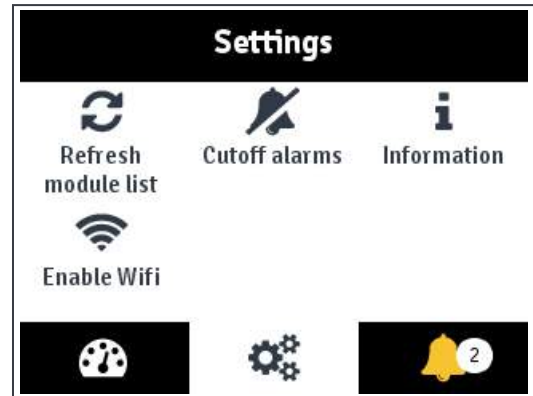 Settings
Refresh
module list
Cutoff alarms
Information
Enable Wifi
2